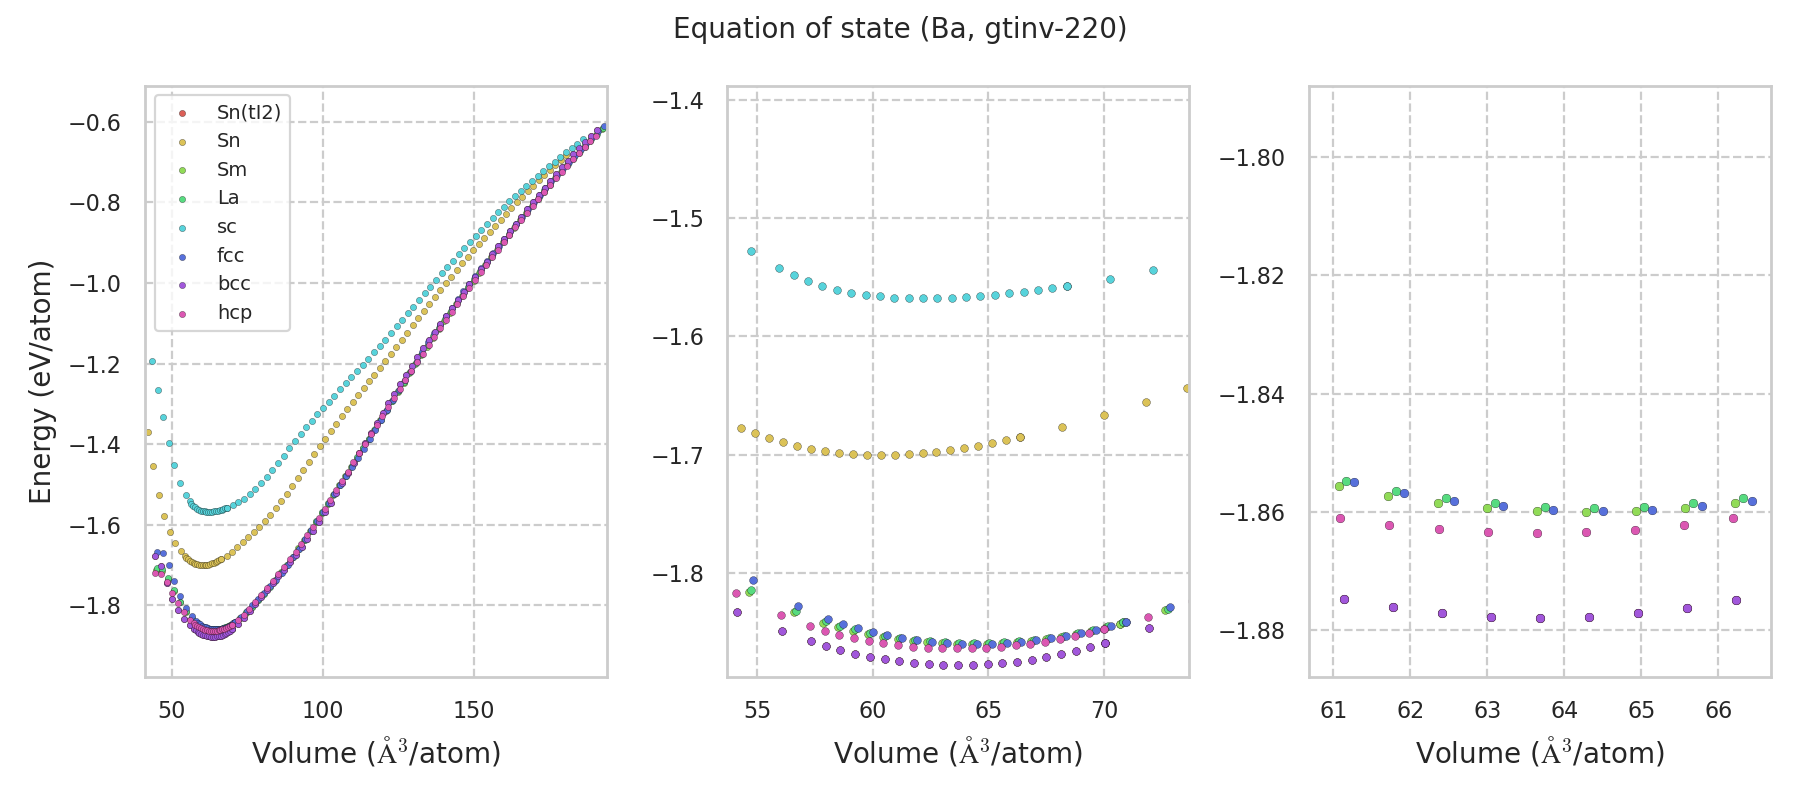 Equation of state (Ba, gtinv-220)
Energy (eV/atom)
−0.6
−0.8
−1.0
−1.2
−1.4
−1.6
−1.8
Sn(tI2)
Sn
Sm
La
sc
fcc
bcc
hcp
50 100 150
Volume (Å³/atom)
−1.4
−1.5
−1.6
−1.7
−1.8
55 60 65 70
Volume (Å³/atom)
−1.80
−1.82
−1.84
−1.86
−1.88
61 62 63 64 65 66
Volume (Å³/atom)